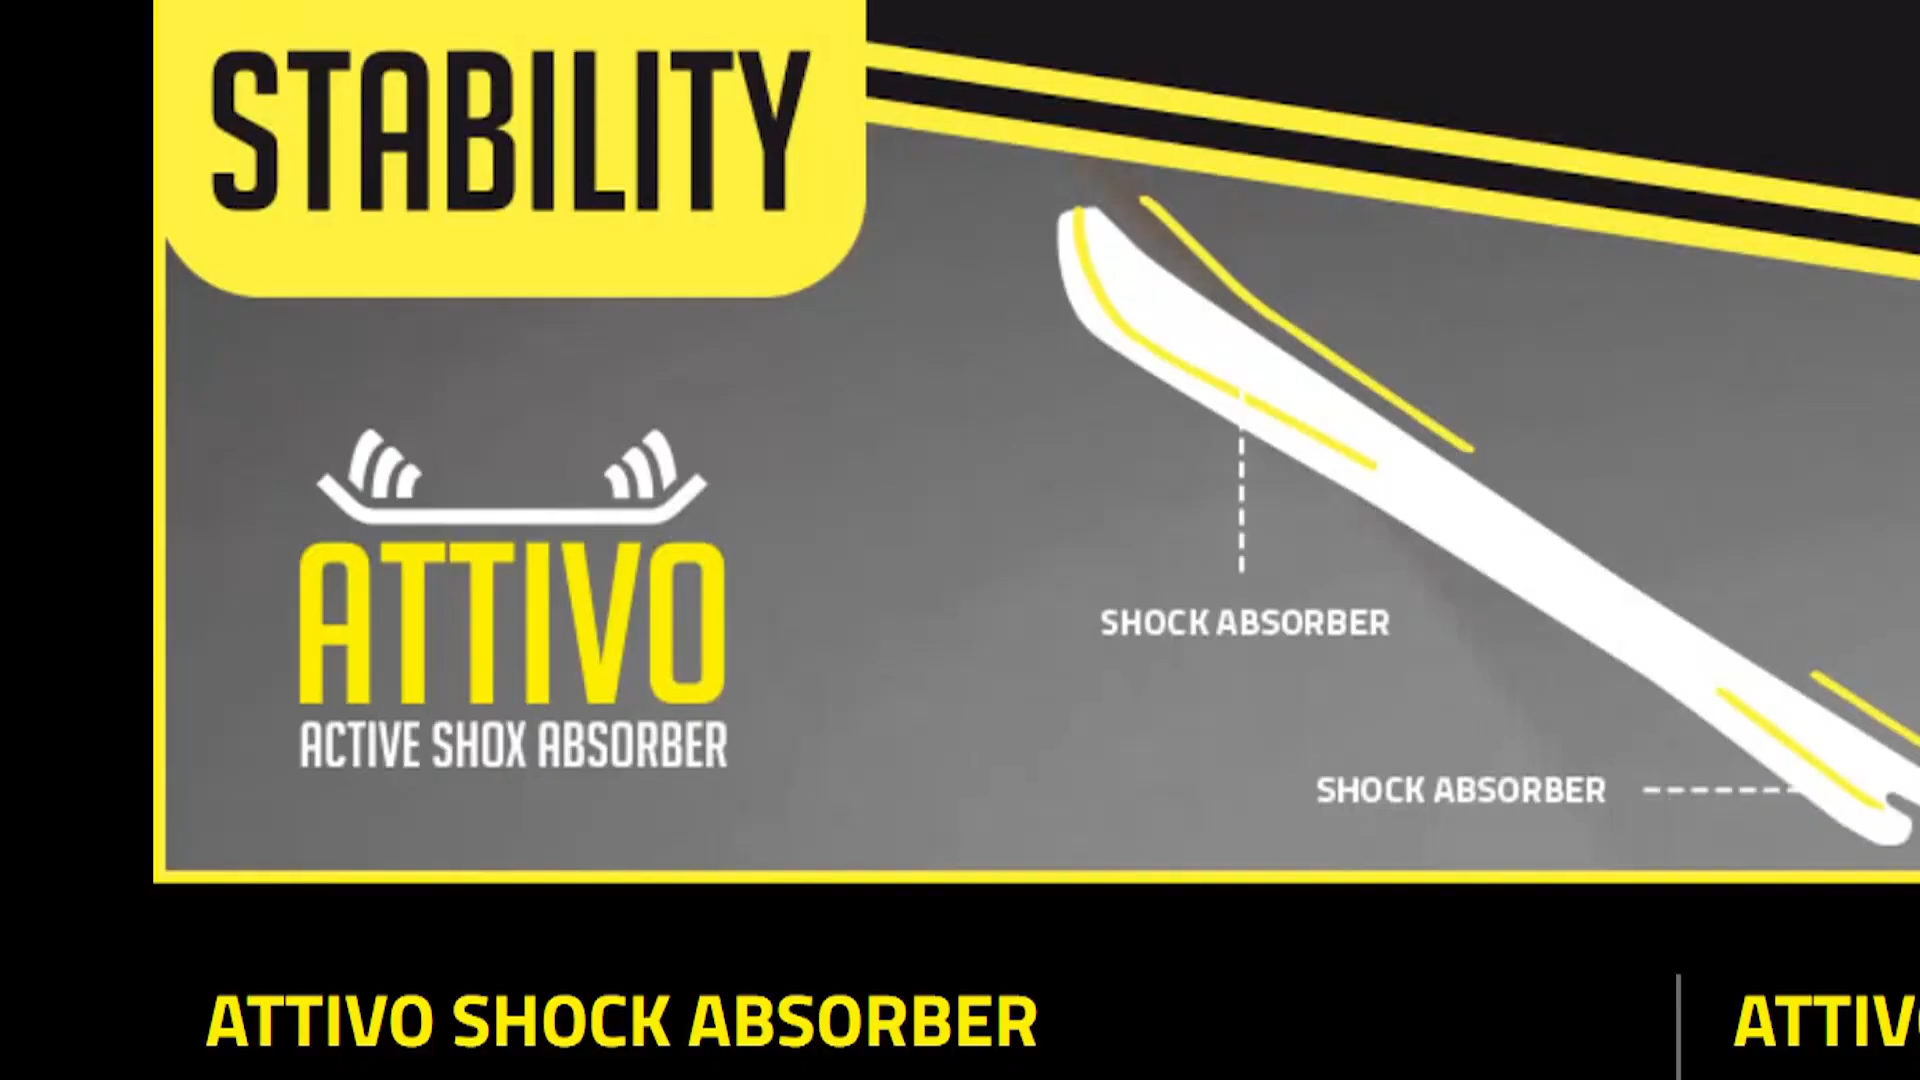 STABILITY
ATTIVO
ACTIVE SHOX ABSORBER
SHOCK ABSORBER
SHOCK ABSORBER
ATTIVO SHOCK ABSORBER